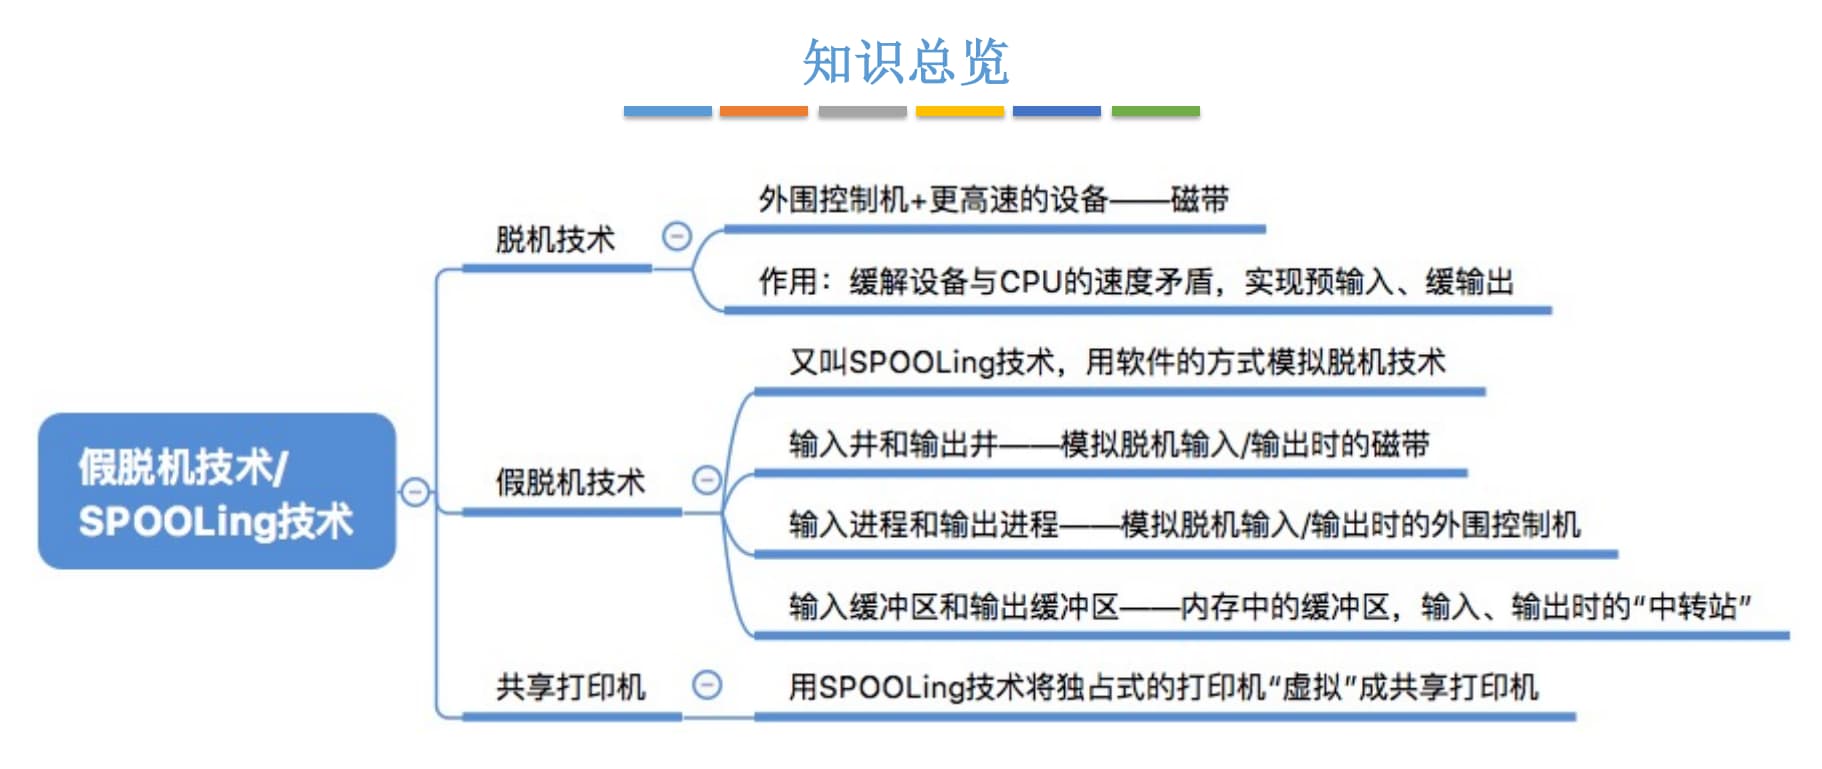 知识总览
脱机技术
外围控制机+更高速的设备——磁带
作用：缓解设备与CPU的速度矛盾，实现预输入、缓输出
假脱机技术/
SPOOLing技术
假脱机技术
又叫SPOOLing技术，用软件的方式模拟脱机技术
输入井和输出井——模拟脱机输入/输出时的磁带
输入进程和输出进程——模拟脱机输入/输出时的外围控制机
输入缓冲区和输出缓冲区——内存中的缓冲区，输入、输出时的“中转站”
共享打印机
用SPOOLing技术将独占式的打印机“虚拟”成共享打印机